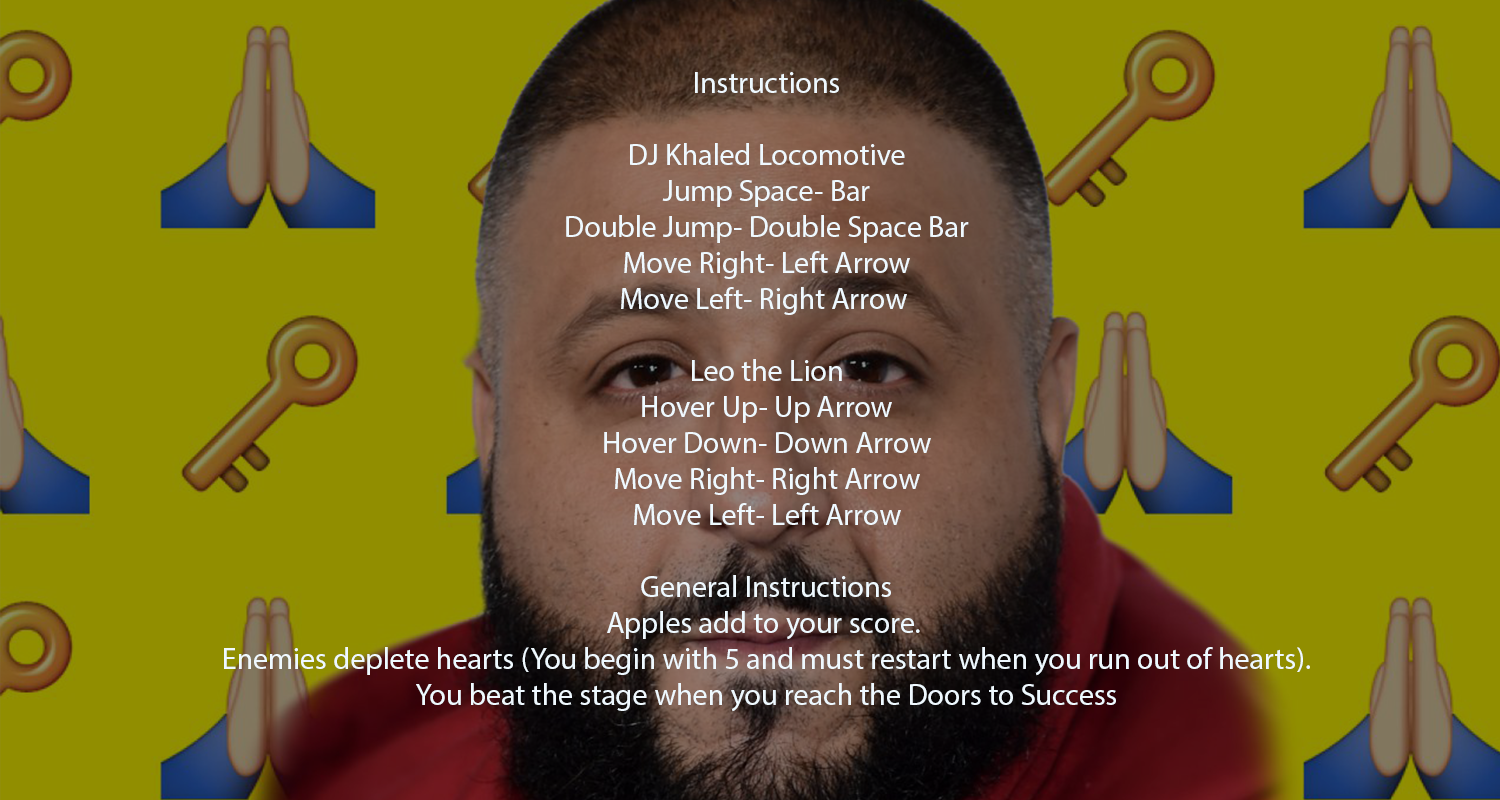 Instructions
DJ Khaled Locomotive
Jump Space- Bar
Double Jump- Double Space Bar
Move Right- Left Arrow
Move Left- Right Arrow
Leo the Lion
Hover Up- Up Arrow
Hover Down- Down Arrow
Move Right- Right Arrow
Move Left- Left Arrow
General Instructions
Apples add to your score.
Enemies deplete hearts (You begin with 5 and must restart when you run out of hearts).
You beat the stage when you reach the Doors to Success